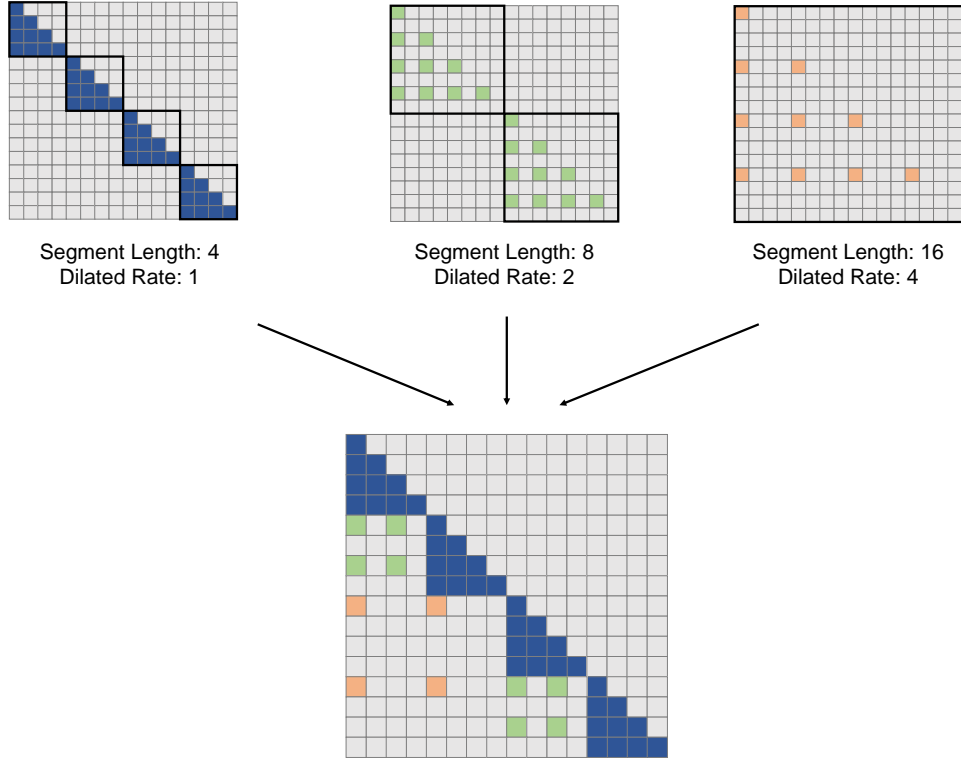 Segment Length: 4
Dilated Rate: 1
Segment Length: 8
Dilated Rate: 2
Segment Length: 16
Dilated Rate: 4